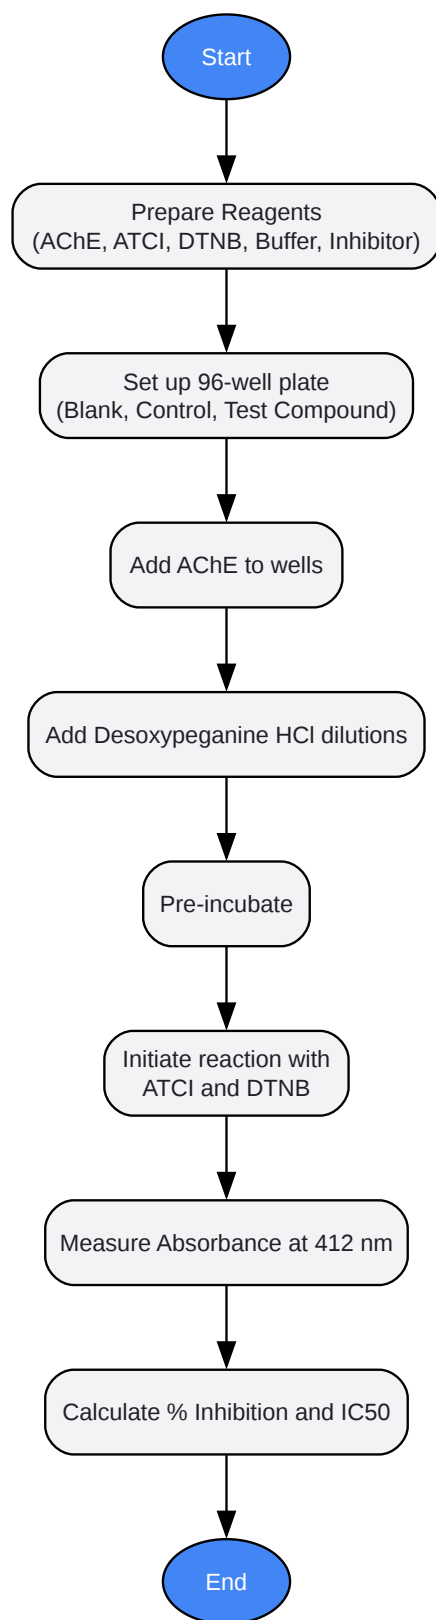 Start
Prepare Reagents
(AChE, ATCI, DTNB, Buffer, Inhibitor)
Set up 96-well plate
(Blank, Control, Test Compound)
Add AChE to wells
Add Desoxypeganine HCl dilutions
Pre-incubate
Initiate reaction with
ATCI and DTNB
Measure Absorbance at 412 nm
Calculate % Inhibition and IC50
End